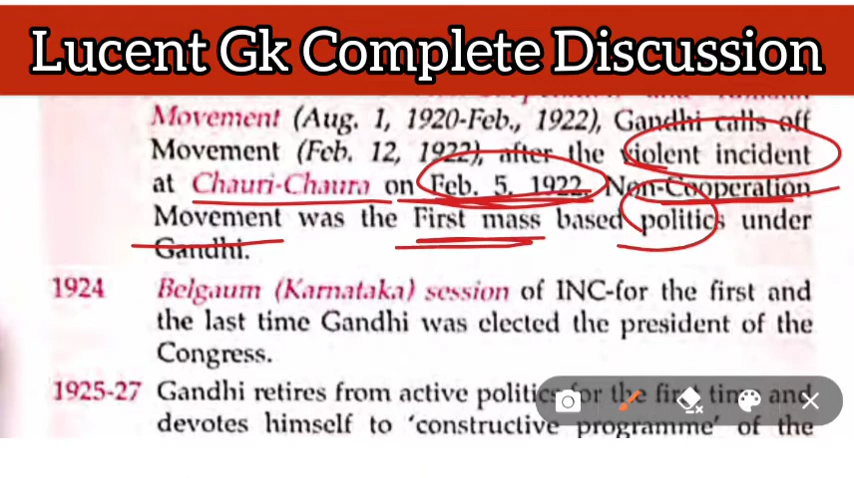 Lucent Gk Complete Discussion
Movement (Aug. 1, 1920-Feb., 1922), Gandhi calls off
Movement (Feb. 12, 1922), after the violent incident
at Chauri-Chaura on Feb. 5, 1922. Non-Cooperation
Movement was the First mass based politics under
Gandhi.
1924 Belgaum (Karnataka) session of INC-for the first and
the last time Gandhi was elected the president of the
Congress.
1925-27 Gandhi retires from active politics for the first time and
devotes himself to 'constructive programme' of the